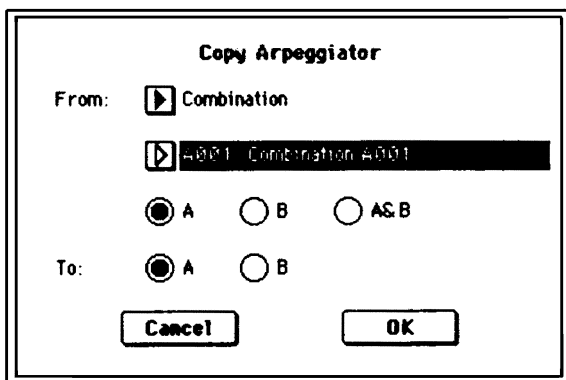 Copy Arpeggiator
From: Combination
A001 Combination A001
A B A&B
To: A B
Cancel OK